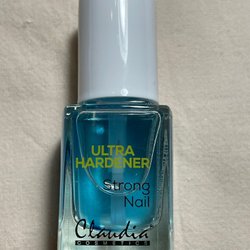 ULTRA
HARDENER
Strong
Nail
Claudia
COSMETICS